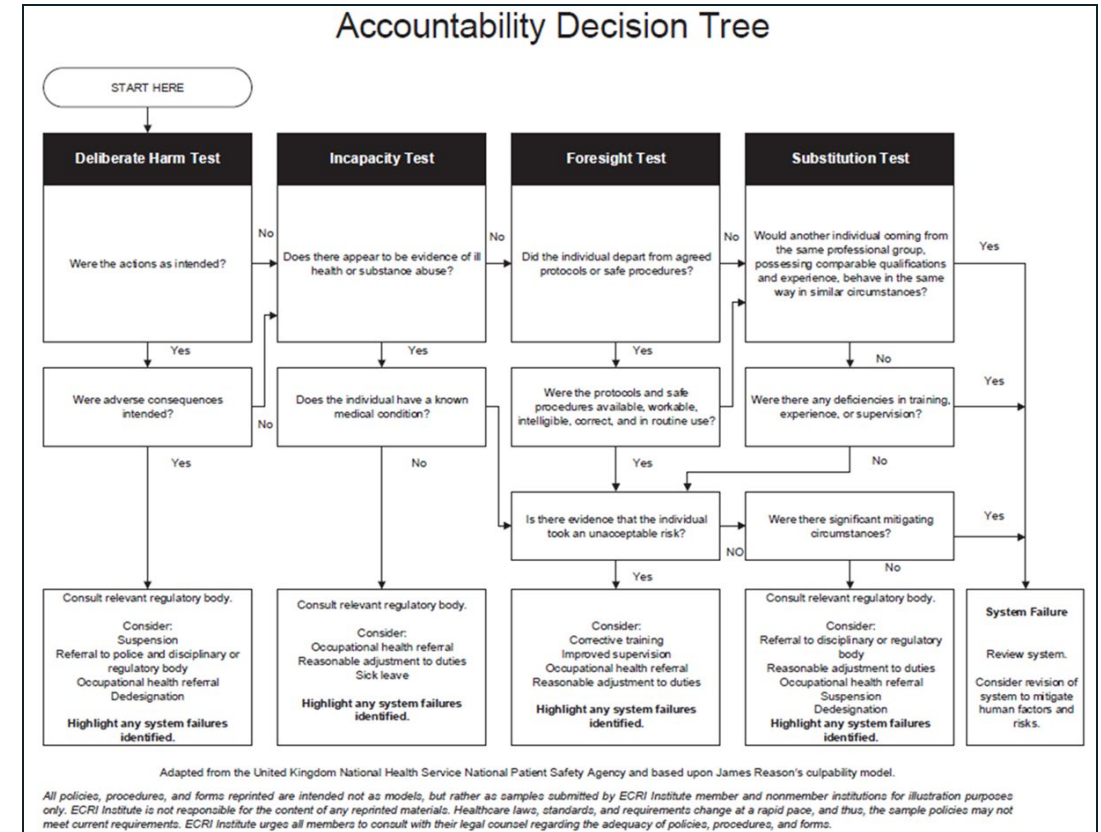 Accountability Decision Tree
START HERE
Deliberate Harm Test
Incapacity Test
Foresight Test
Substitution Test
Were the actions as intended?
No
Does there appear to be evidence of ill
health or substance abuse?
No
Did the individual depart from agreed
protocols or safe procedures?
No
Would another individual coming from
the same professional group,
possessing comparable qualifications
and experience, behave in the same
way in similar circumstances?
Yes
Yes
Yes
Yes
No
Were adverse consequences
intended?
No
Does the individual have a known
medical condition?
Were the protocols and safe
procedures available, workable,
intelligible, correct, and in routine use?
Were there any deficiencies in training,
experience, or supervision?
Yes
Yes
No
Yes
No
Is there evidence that the individual
took an unacceptable risk?
NO
Were there significant mitigating
circumstances?
Yes
Yes
No
Consult relevant regulatory body.
Consider:
Suspension
Referral to police and disciplinary or
regulatory body
Occupational health referral
Dedesignation
Highlight any system failures
identified.
Consult relevant regulatory body.
Consider:
Occupational health referral
Reasonable adjustment to duties
Sick leave
Highlight any system failures
identified.
Consider:
Corrective training
Improved supervision
Occupational health referral
Reasonable adjustment to duties
Highlight any system failures
identified.
Consult relevant regulatory body.
Consider:
Referral to disciplinary or regulatory
body
Reasonable adjustment to duties
Occupational health referral
Suspension
Dedesignation
Highlight any system failures
identified.
System Failure
Review system.
Consider revision of
system to mitigate
human factors and
risks.
Adapted from the United Kingdom National Health Service National Patient Safety Agency and based upon James Reason's culpability model.
All policies, procedures, and forms reprinted are intended not as models, but rather as samples submitted by ECRI Institute member and nonmember institutions for illustration purposes
only. ECRI Institute is not responsible for the content of any reprinted materials. Healthcare laws, standards, and requirements change at a rapid pace, and thus, the sample policies may not
meet current requirements. ECRI Institute urges all members to consult with their legal counsel regarding the adequacy of policies, procedures, and forms.